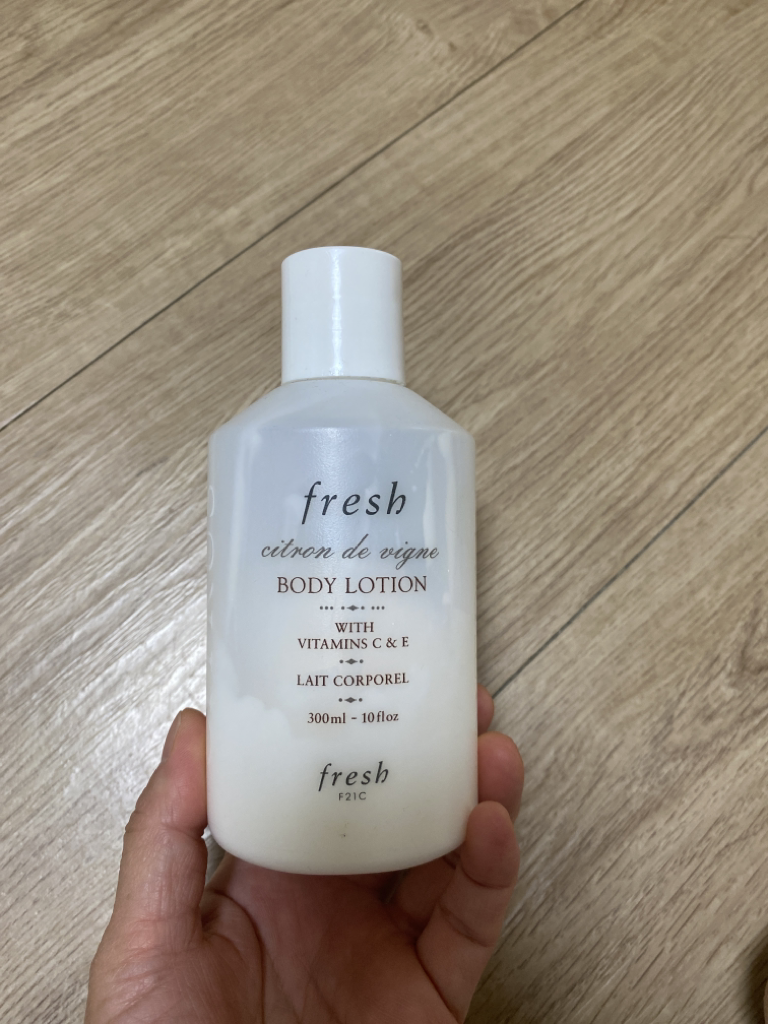 fresh
citron de vigne
BODY LOTION
WITH
VITAMINS C & E
LAIT CORPOREL
300ml - 10floz
fresh
F21C